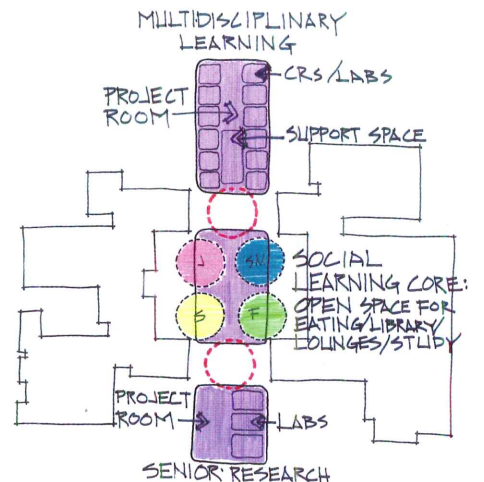 MULTIDISCIPLINARY
LEARNING
CRS/LABS
PROJECT
ROOM
SUPPORT SPACE
J
SN
S
F
SOCIAL
LEARNING CORE:
OPEN SPACE FOR
EATING/LIBRARY/
LOUNGES/STUDY
PROJECT
ROOM
LABS
SENIOR RESEARCH